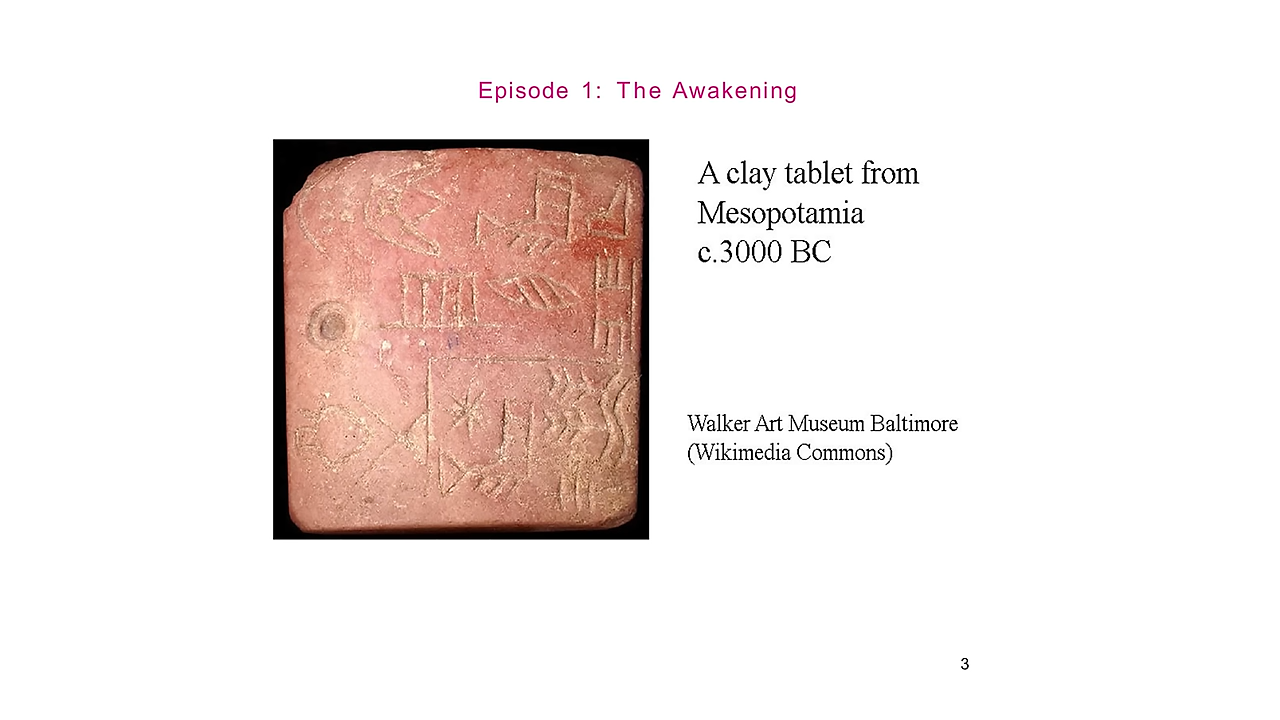 Episode 1: The Awakening
A clay tablet from
Mesopotamia
c.3000 BC
Walker Art Museum Baltimore
(Wikimedia Commons)
3